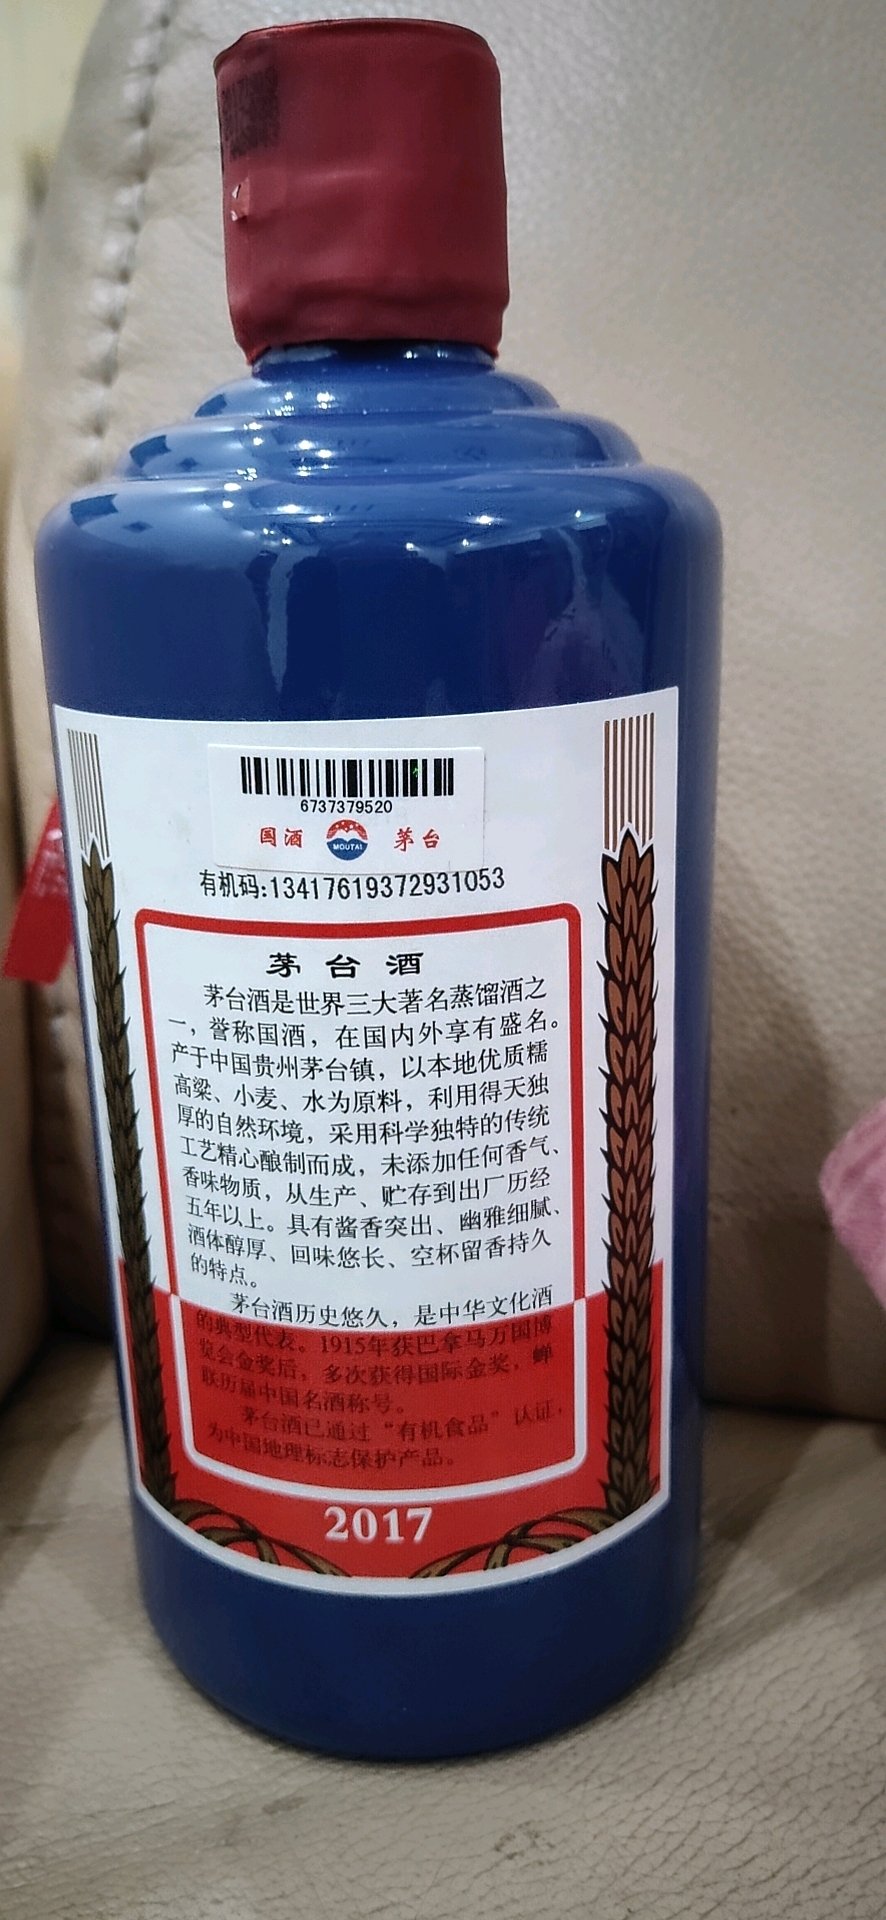 6737379520
国酒 MOUTAI 茅台
有机码:13417619372931053
茅台酒
茅台酒是世界三大著名蒸馏酒之
一，誉称国酒，在国内外享有盛名。
产于中国贵州茅台镇，以本地优质糯
高粱、小麦、水为原料，利用得天独
厚的自然环境，采用科学独特的传统
工艺精心酿制而成，未添加任何香气、
香味物质，从生产、贮存到出厂历经
五年以上。具有酱香突出、幽雅细腻、
酒体醇厚、回味悠长、空杯留香持久
的特点。
茅台酒历史悠久，是中华文化酒
的典型代表。1915年获巴拿马万国博
览会金奖后，多次获得国际金奖，蝉
联历届中国名酒称号。
茅台酒已通过“有机食品”认证，
为中国地理标志保护产品。
2017